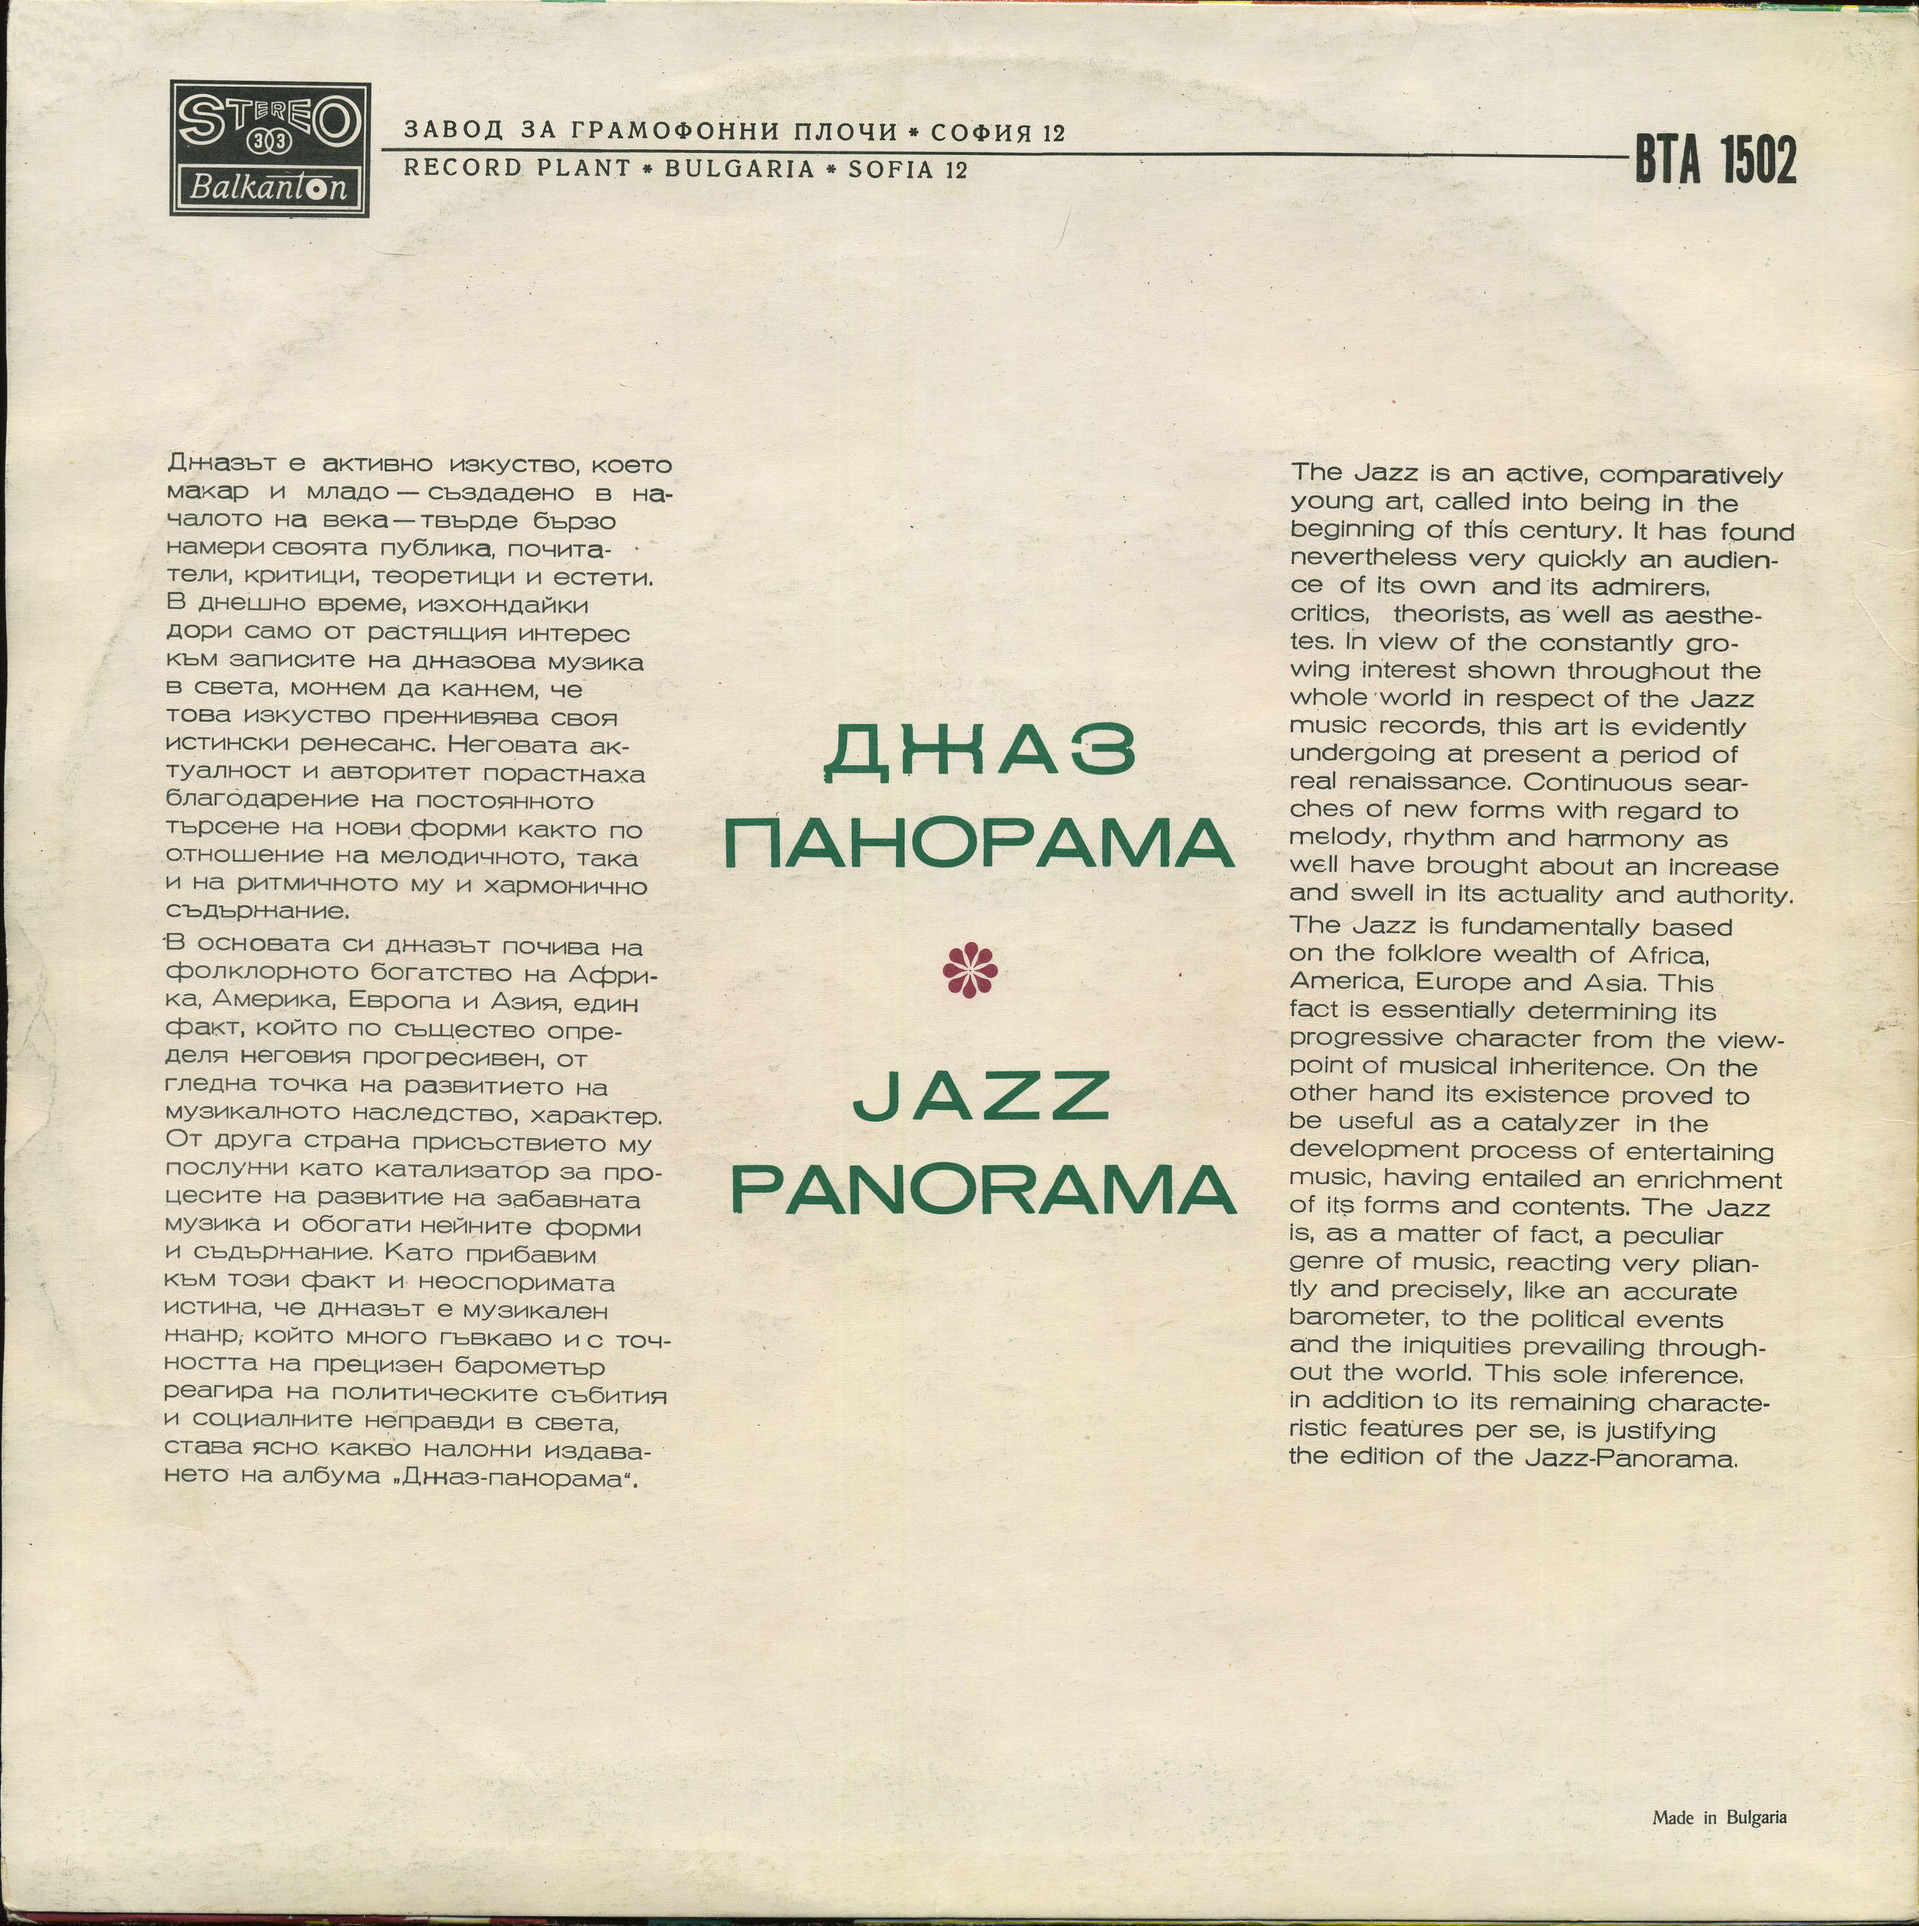 STEREO
33
Balkanton
ЗАВОД ЗА ГРАМОФОННИ ПЛОЧИ * СОФИЯ 12
RECORD PLANT * BULGARIA * SOFIA 12
ВТА 1502
Джазът е активно изкуство, което
макар и младо — създадено в на-
чалото на века — твърде бързо
намери своята публика, почита-
тели, критици, теоретици и естети.
В днешно време, изхождайки
дори само от растящия интерес
към записите на джазова музика
в света, можем да кажем, че
това изкуство преживява своя
истински ренесанс. Неговата ак-
туалност и авторитет порастнаха
благодарение на постоянното
търсене на нови форми както по
отношение на мелодичното, така
и на ритмичното му и хармонично
съдържание.
В основата си джазът почива на
фолклорното богатство на Афри-
ка, Америка, Европа и Азия, един
факт, който по същество опре-
деля неговия прогресивен, от
гледна точка на развитието на
музикалното наследство, характер.
От друга страна присъствието му
послужи като катализатор за про-
цесите на развитие на забавната
музика и обогати нейните форми
и съдържание. Като прибавим
към този факт и неоспоримата
истина, че джазът е музикален
жанр, който много гъвкаво и с точ-
ността на прецизен барометър
реагира на политическите събития
и социалните неправди в света,
става ясно какво наложи издава-
нето на албума „Джаз-панорама“.
ДЖАЗ
ПАНОРАМА
JAZZ
PANORAMA
The Jazz is an active, comparatively
young art, called into being in the
beginning of this century. It has found
nevertheless very quickly an audien-
ce of its own and its admirers,
critics, theorists, as well as aesthe-
tes. In view of the constantly gro-
wing interest shown throughout the
whole world in respect of the Jazz
music records, this art is evidently
undergoing at present a period of
real renaissance. Continuous sear-
ches of new forms with regard to
melody, rhythm and harmony as
well have brought about an increase
and swell in its actuality and authority.
The Jazz is fundamentally based
on the folklore wealth of Africa,
America, Europe and Asia. This
fact is essentially determining its
progressive character from the view-
point of musical inheritence. On the
other hand its existence proved to
be useful as a catalyzer in the
development process of entertaining
music, having entailed an enrichment
of its forms and contents. The Jazz
is, as a matter of fact, a peculiar
genre of music, reacting very plian-
tly and precisely, like an accurate
barometer, to the political events
and the iniquities prevailing through-
out the world. This sole inference,
in addition to its remaining characte-
ristic features per se, is justifying
the edition of the Jazz-Panorama.
Made in Bulgaria